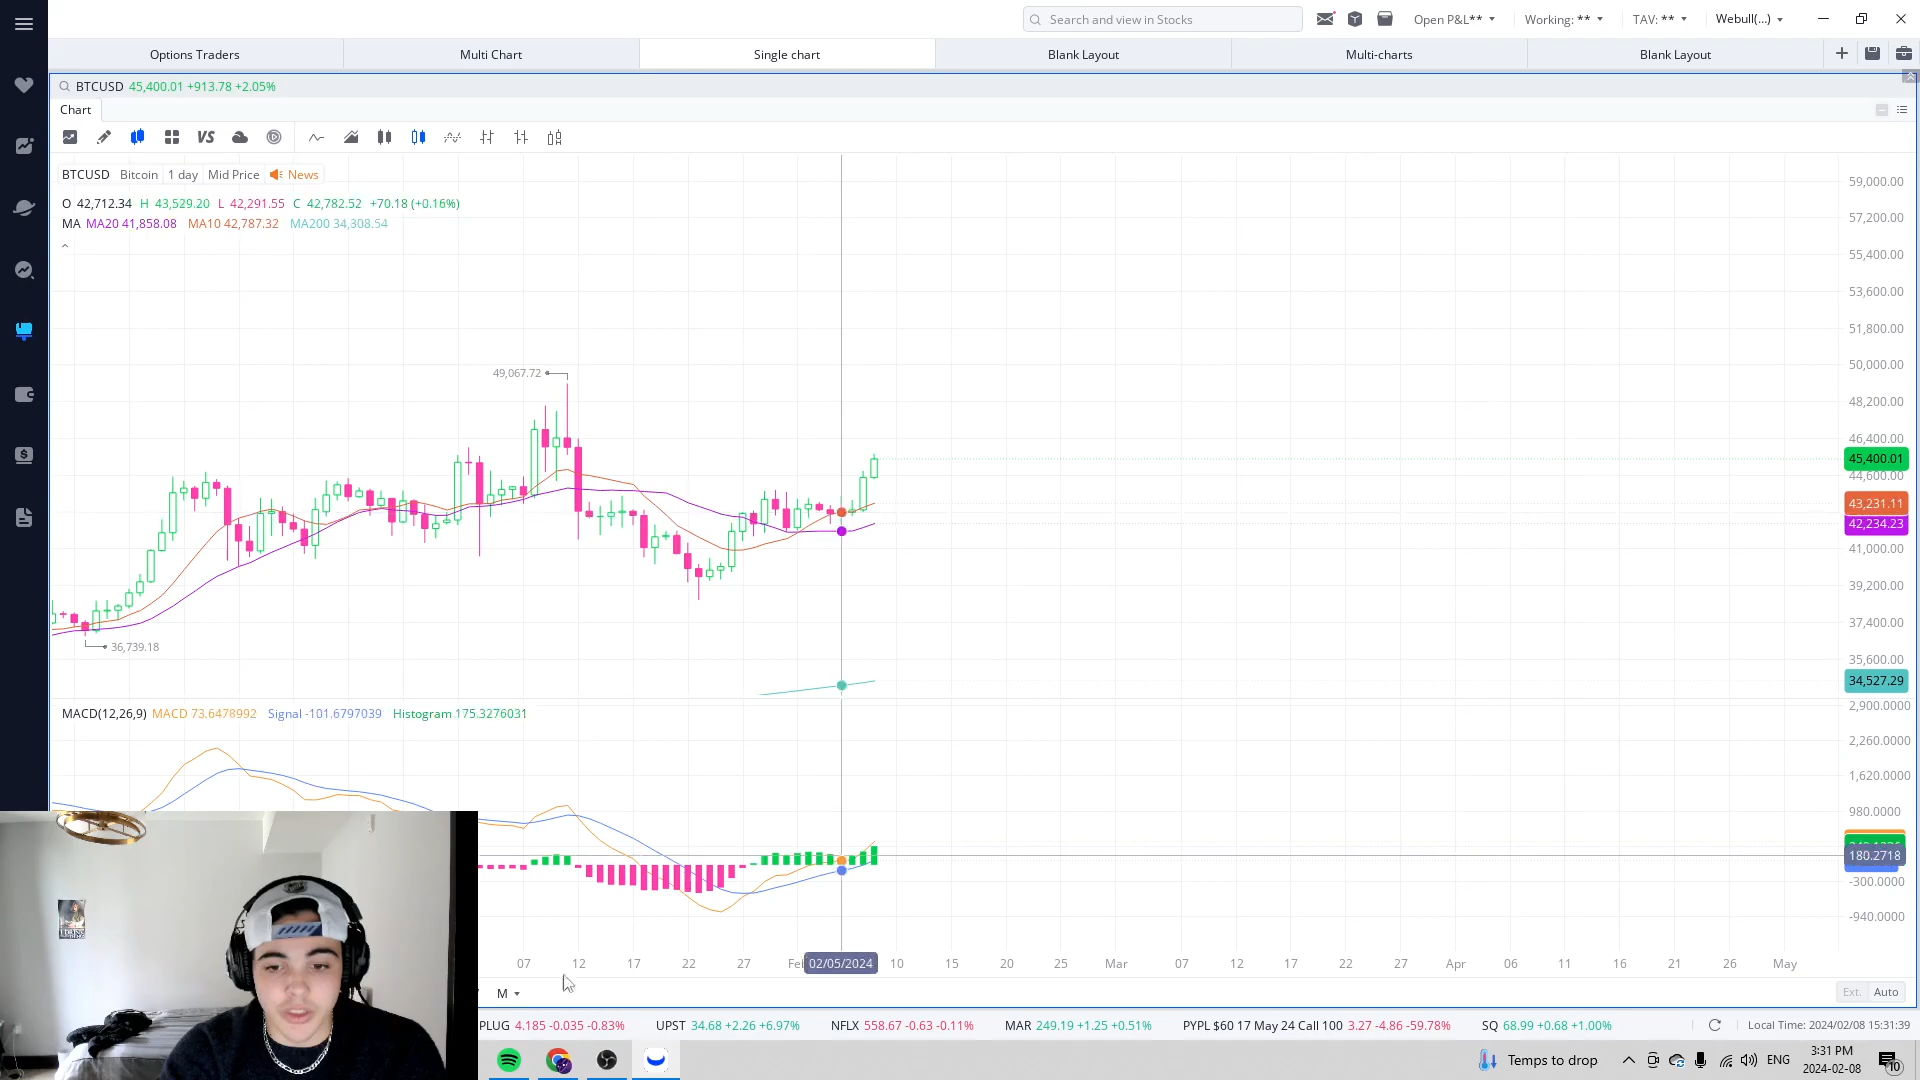 Search and view in Stocks
Open P&L**
Working: **
TAV: **
Webull(...)
Options Traders
Multi Chart
Single chart
Blank Layout
Multi-charts
Blank Layout
BTCUSD 45,400.01 +913.78 +2.05%
Chart
VS
BTCUSD Bitcoin 1 day Mid Price News
O 42,712.34 H 43,529.20 L 42,291.55 C 42,782.52 +70.18 (+0.16%)
MA MA20 41,858.08 MA10 42,787.32 MA200 34,308.54
59,000.00
57,200.00
55,400.00
53,600.00
51,800.00
50,000.00
48,200.00
46,400.00
45,400.01
44,600.00
43,231.11
42,234.23
41,000.00
39,200.00
37,400.00
35,600.00
34,527.29
49,067.72
36,739.18
MACD(12,26,9) MACD 73.6478992 Signal -101.6797039 Histogram 175.3276031
2,900.0000
2,260.0000
1,620.0000
980.0000
180.2718
-300.0000
-940.0000
07 12 17 22 27 02/05/2024 10 15 20 25 Mar 07 12 17 22 27 Apr 06 11 16 21 26 May
M
Ext. Auto
PLUG 4.185 -0.035 -0.83% UPST 34.68 +2.26 +6.97% NFLX 558.67 -0.63 -0.11% MAR 249.19 +1.25 +0.51% PYPL $60 17 May 24 Call 100 3.27 -4.86 -59.78% SQ 68.99 +0.68 +1.00%
Local Time: 2024/02/08 15:31:39
Temps to drop
ENG
3:31 PM
2024-02-08
10